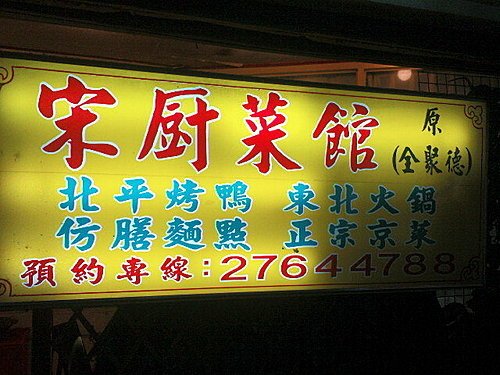 宋厨菜館 原(全聚德)
北平烤鴨 東北火鍋
仿膳麵點 正宗京菜
預約專線:27644788